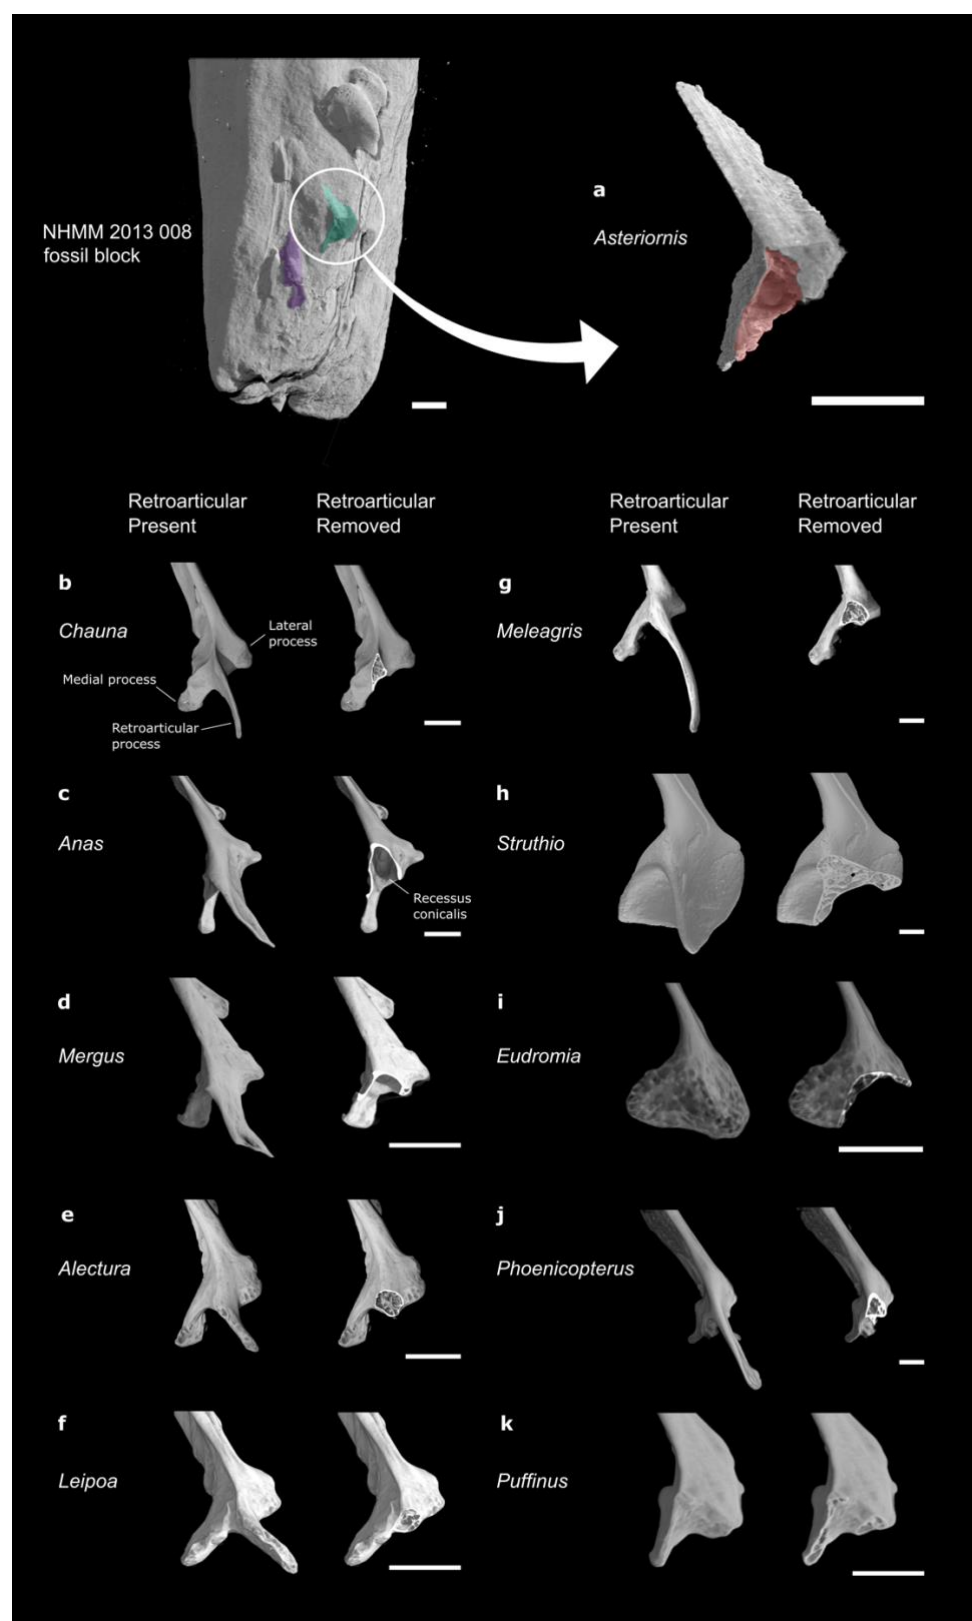 NHMM 2013 008
fossil block
a
Asteriornis
Retroarticular
Present
Retroarticular
Removed
Retroarticular
Present
Retroarticular
Removed
b
Chauna
Lateral
process
Medial process
Retroarticular
process
g
Meleagris
c
Anas
Recessus
conicalis
h
Struthio
d
Mergus
i
Eudromia
e
Alectura
j
Phoenicopterus
f
Leipoa
k
Puffinus